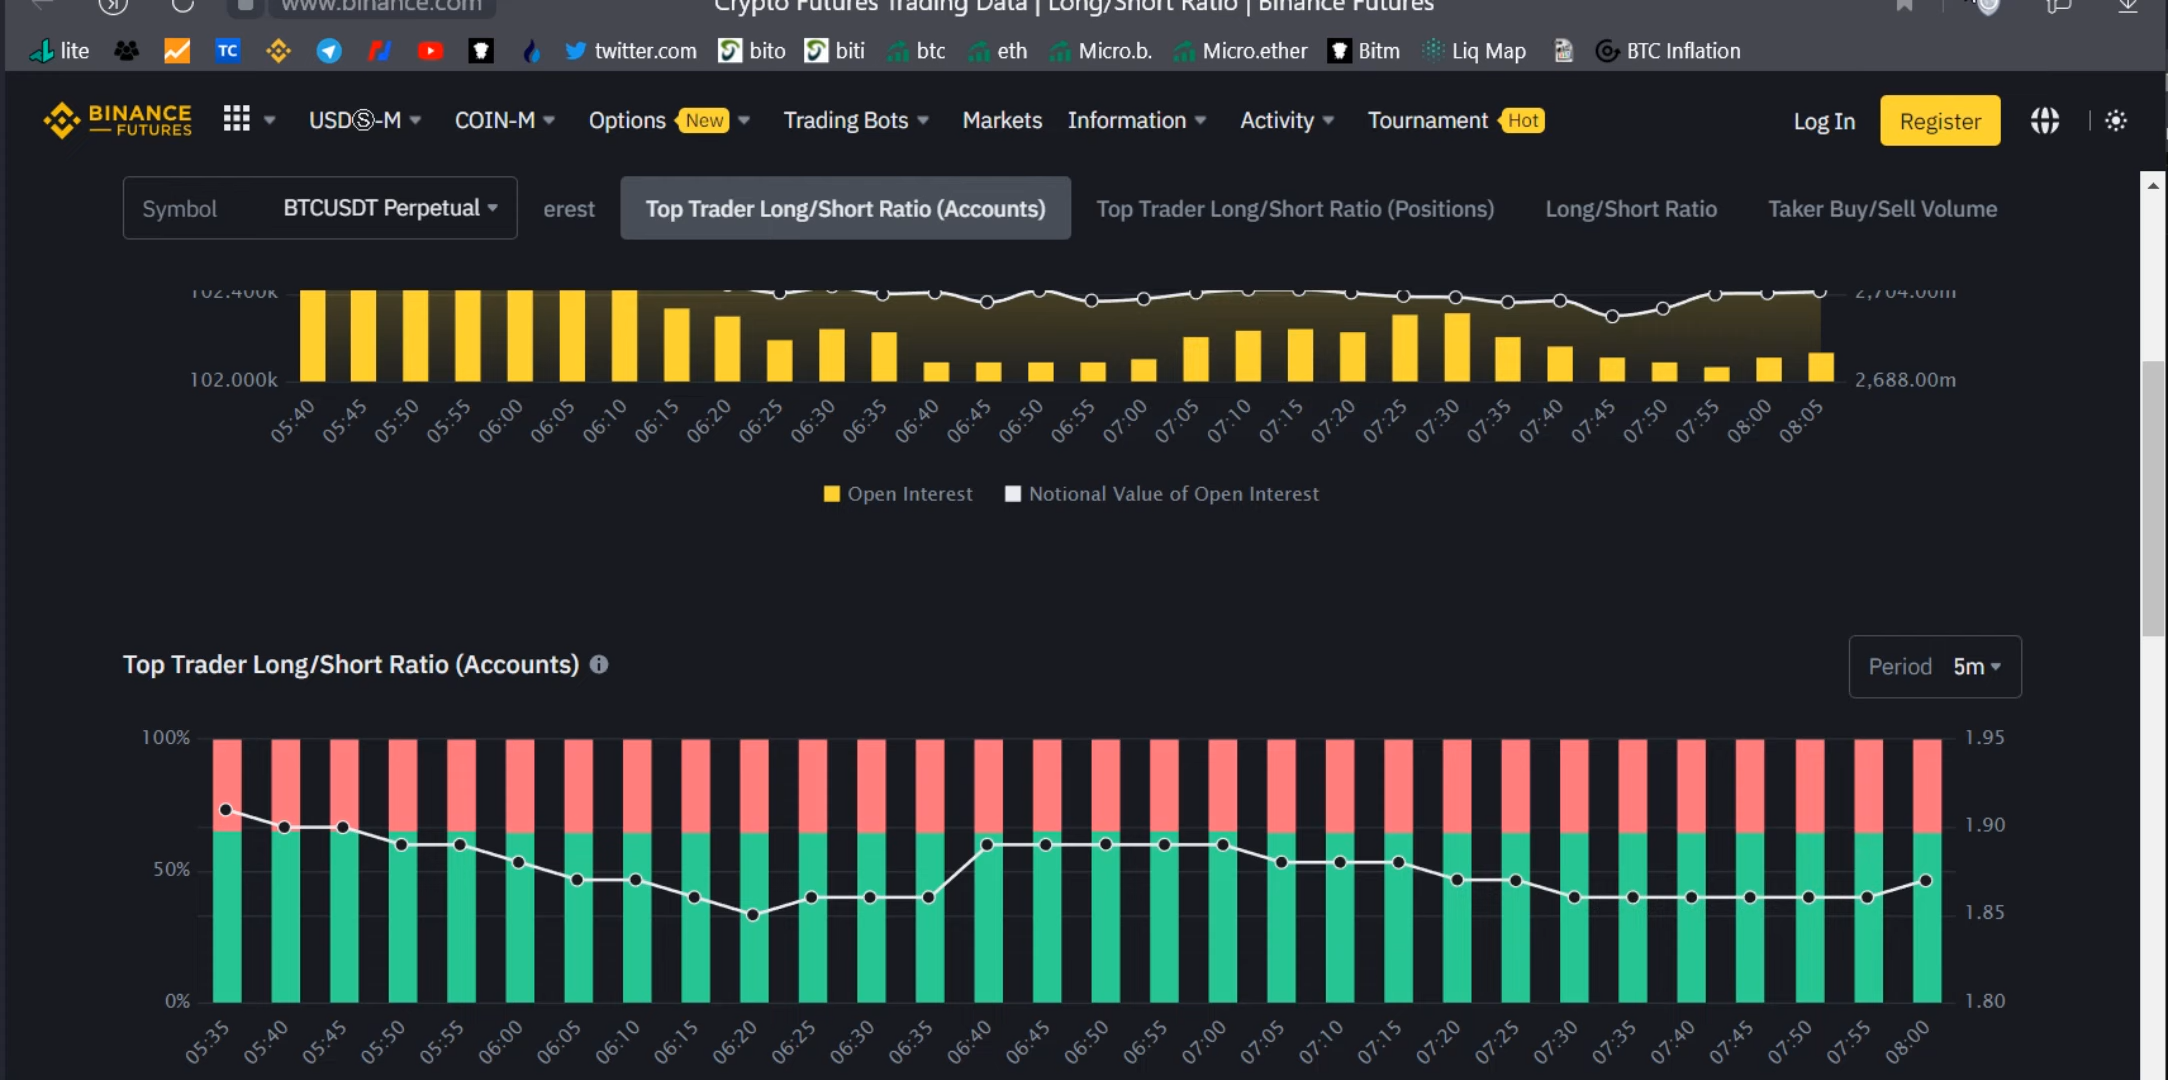 www.binance.com
Crypto Futures Trading Data | Long/Short Ratio | Binance Futures
lite
TC
twitter.com
bito
biti
btc
eth
Micro.b.
Micro.ether
Bitm
Liq Map
BTC Inflation
BINANCE
FUTURES
USDⓈ-M
COIN-M
Options New
Trading Bots
Markets
Information
Activity
Tournament Hot
Log In
Register
Symbol BTCUSDT Perpetual
erest
Top Trader Long/Short Ratio (Accounts)
Top Trader Long/Short Ratio (Positions)
Long/Short Ratio
Taker Buy/Sell Volume
102.400k
2,704.00m
102.000k
2,688.00m
05:40 05:45 05:50 05:55 06:00 06:05 06:10 06:15 06:20 06:25 06:30 06:35 06:40 06:45 06:50 06:55 07:00 07:05 07:10 07:15 07:20 07:25 07:30 07:35 07:40 07:45 07:50 07:55 08:00 08:05
Open Interest
Notional Value of Open Interest
Top Trader Long/Short Ratio (Accounts)
Period 5m
100%
1.95
1.90
50%
1.85
0%
1.80
05:35 05:40 05:45 05:50 05:55 06:00 06:05 06:10 06:15 06:20 06:25 06:30 06:35 06:40 06:45 06:50 06:55 07:00 07:05 07:10 07:15 07:20 07:25 07:30 07:35 07:40 07:45 07:50 07:55 08:00